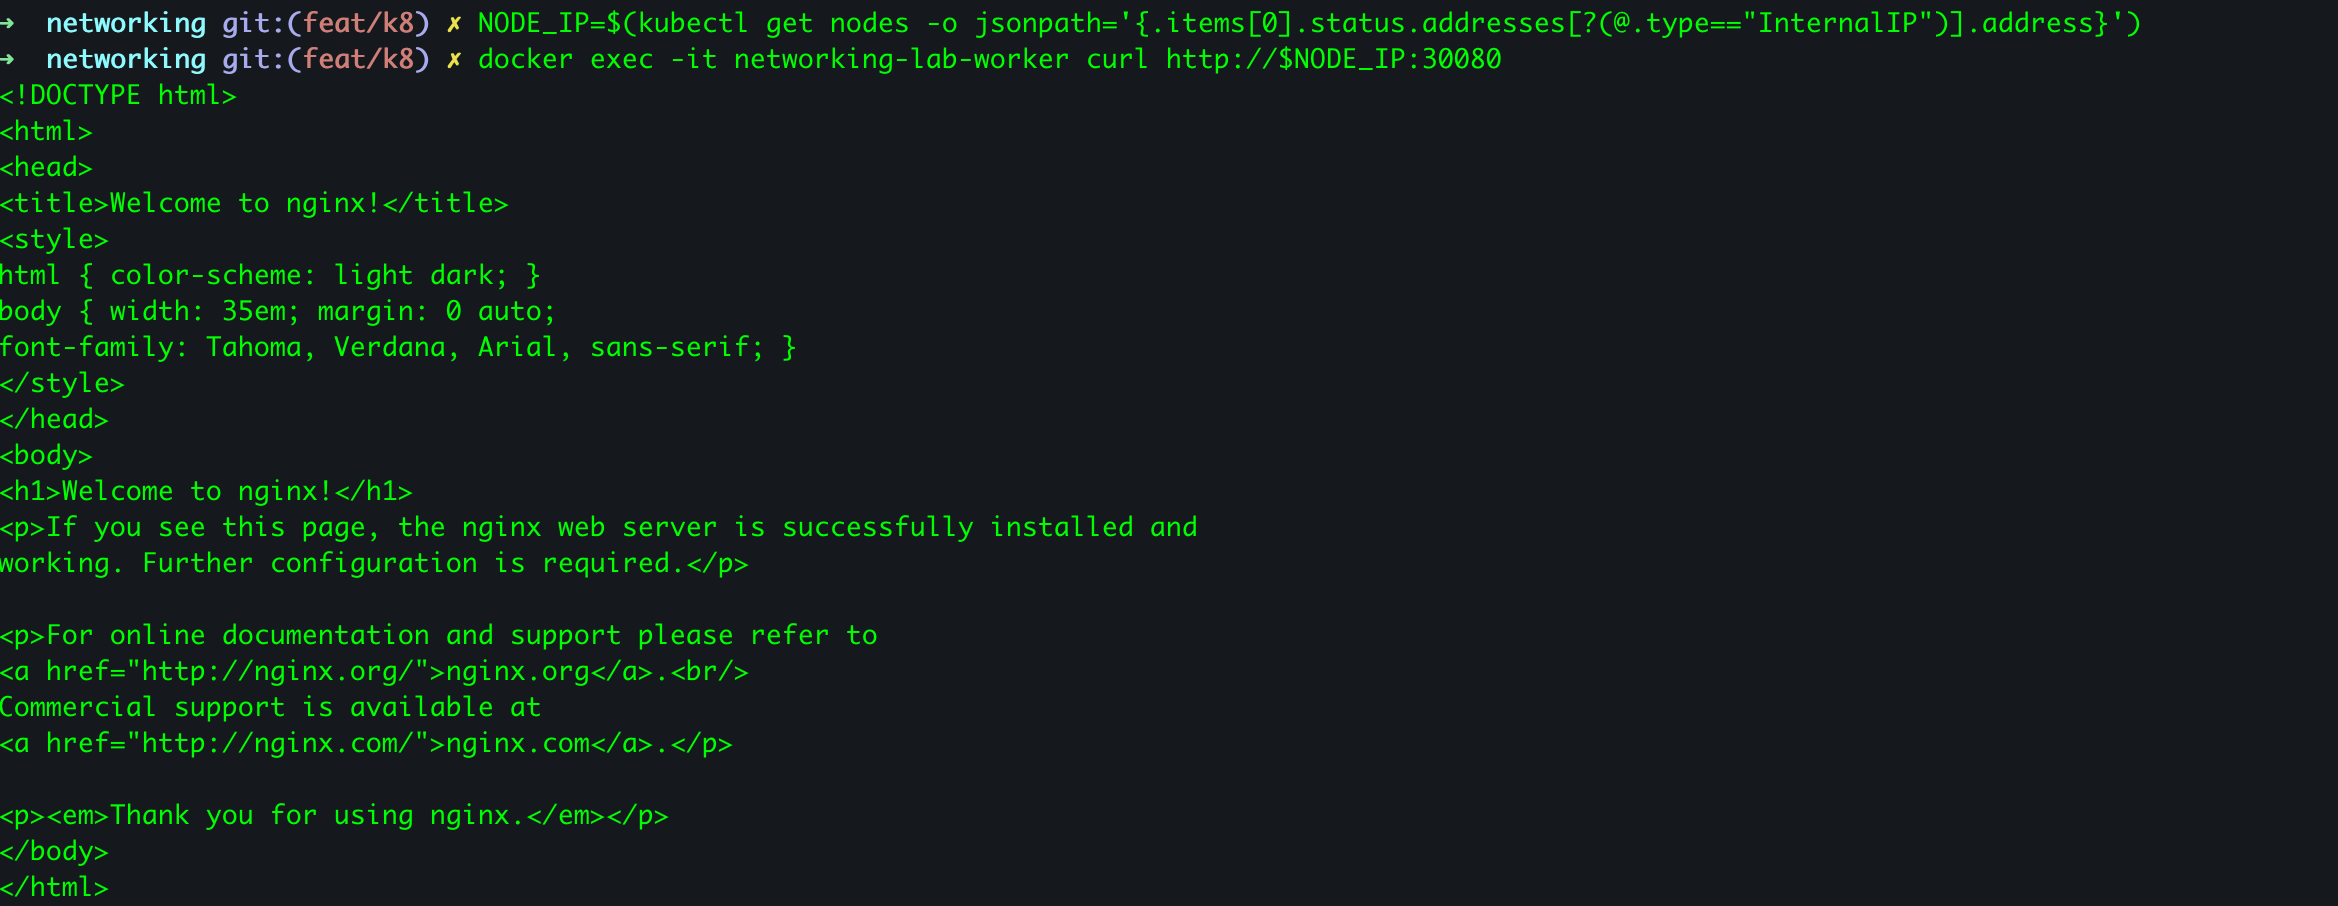 ➜  networking git:(feat/k8) ✗ NODE_IP=$(kubectl get nodes -o jsonpath='{.items[0].status.addresses[?(@.type=="InternalIP")].address}')
➜  networking git:(feat/k8) ✗ docker exec -it networking-lab-worker curl http://$NODE_IP:30080
<!DOCTYPE html>
<html>
<head>
<title>Welcome to nginx!</title>
<style>
html { color-scheme: light dark; }
body { width: 35em; margin: 0 auto;
font-family: Tahoma, Verdana, Arial, sans-serif; }
</style>
</head>
<body>
<h1>Welcome to nginx!</h1>
<p>If you see this page, the nginx web server is successfully installed and
working. Further configuration is required.</p>

<p>For online documentation and support please refer to
<a href="http://nginx.org/">nginx.org</a>.<br/>
Commercial support is available at
<a href="http://nginx.com/">nginx.com</a>.</p>

<p><em>Thank you for using nginx.</em></p>
</body>
</html>